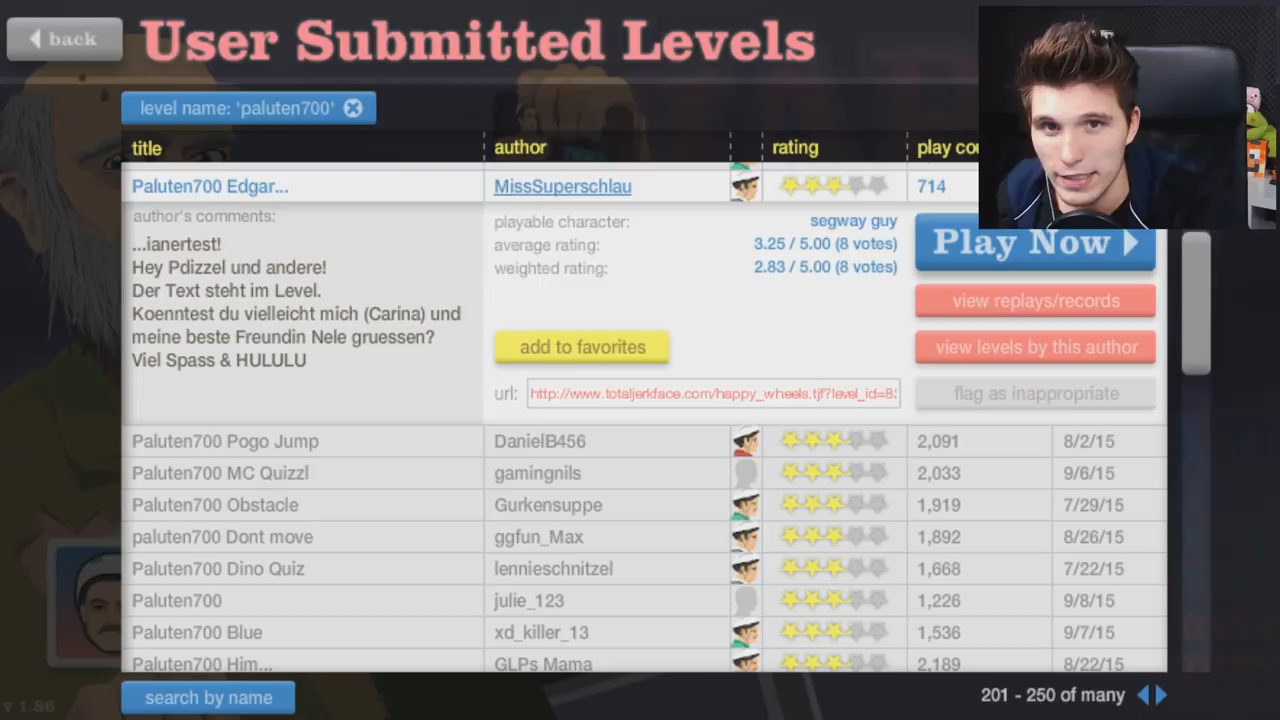 back
User Submitted Levels
level name: 'paluten700'
title author rating play cou
Paluten700 Edgar... MissSuperschlau 714
author's comments:
...ianertest!
Hey Pdizzel und andere!
Der Text steht im Level.
Koenntest du vielleicht mich (Carina) und
meine beste Freundin Nele gruessen?
Viel Spass & HULULU
playable character: segway guy
average rating: 3.25 / 5.00 (8 votes)
weighted rating: 2.83 / 5.00 (8 votes)
add to favorites
url: http://www.totaljerkface.com/happy_wheels.tjf?level_id=8
Play Now
view replays/records
view levels by this author
flag as inappropriate
Paluten700 Pogo Jump DanielB456 2,091 8/2/15
Paluten700 MC Quizzl gamingnils 2,033 9/6/15
Paluten700 Obstacle Gurkensuppe 1,919 7/29/15
paluten700 Dont move ggfun_Max 1,892 8/26/15
Paluten700 Dino Quiz lennieschnitzel 1,668 7/22/15
Paluten700 julie_123 1,226 9/8/15
Paluten700 Blue xd_killer_13 1,536 9/7/15
Paluten700 Him... GLPs Mama 2,189 8/22/15
search by name
201 - 250 of many
v 1.86